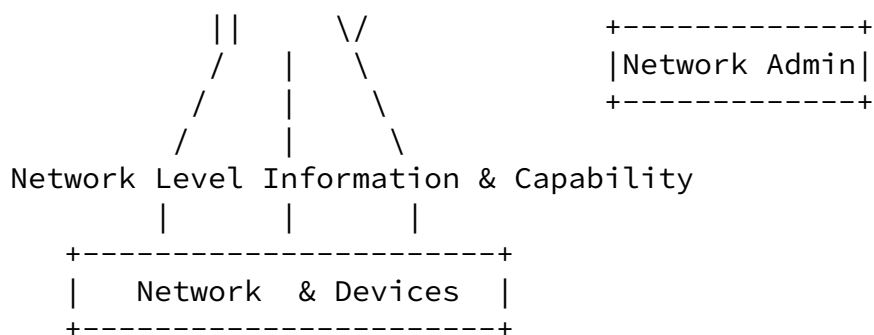 ||      \/                 +-------------+
/    |    \                |Network Admin|
/     |     \               +-------------+
/      |      \
Network Level Information & Capability
|       |       |
+----------------------+
|   Network  & Devices  |
+----------------------+